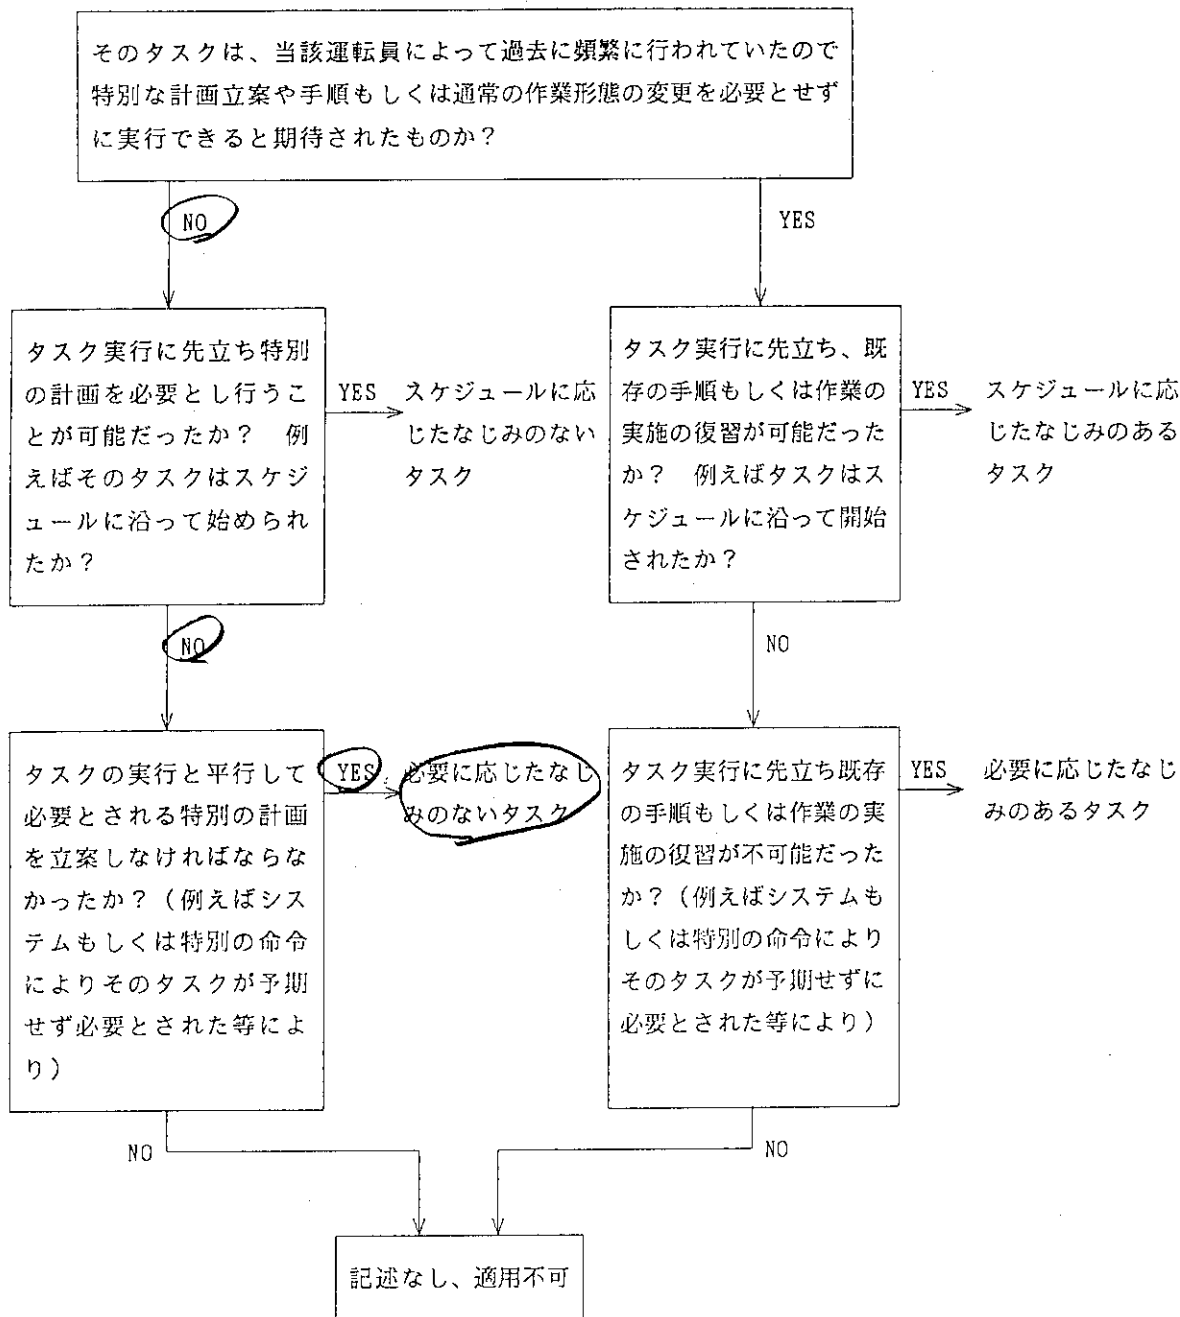 そのタスクは、当該運転員によって過去に頻繁に行われていたので
特別な計画立案や手順もしくは通常の作業形態の変更を必要とせず
に実行できると期待されたものか？
NO
YES
タスク実行に先立ち特別
の計画を必要とし行うこ
とが可能だったか？　例
えばそのタスクはスケジ
ュールに沿って始められ
たか？
YES
スケジュールに応
じたなじみのない
タスク
タスク実行に先立ち、既
存の手順もしくは作業の
実施の復習が可能だった
か？　例えばタスクはス
ケジュールに沿って開始
されたか？
YES
スケジュールに応
じたなじみのある
タスク
NO
NO
タスクの実行と平行して
必要とされる特別の計画
を立案しなければならな
かったか？（例えばシス
テムもしくは特別の命令
によりそのタスクが予期
せず必要とされた等によ
り）
YES
必要に応じたなじ
みのないタスク
タスク実行に先立ち既存
の手順もしくは作業の実
施の復習が不可能だった
か？（例えばシステムも
しくは特別の命令により
そのタスクが予期せずに
必要とされた等により）
YES
必要に応じたなじ
みのあるタスク
NO
NO
記述なし、適用不可